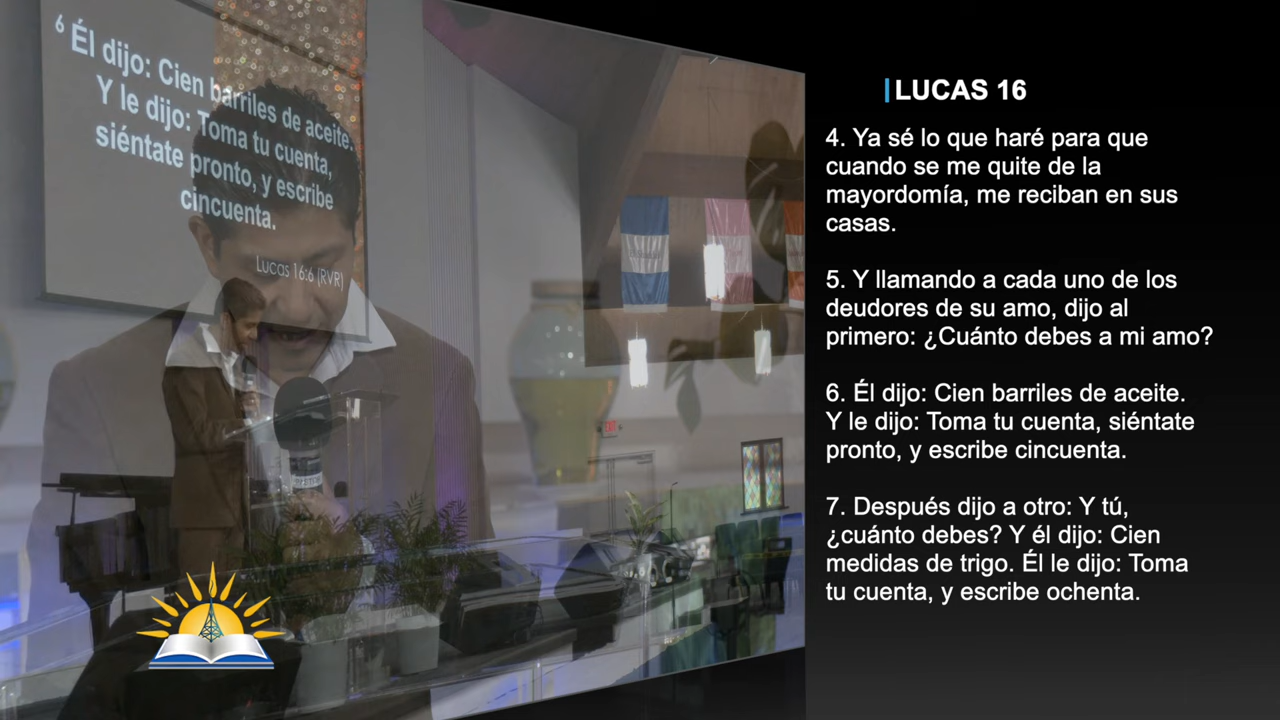 6 Él dijo: Cien barriles de aceite.
Y le dijo: Toma tu cuenta,
siéntate pronto, y escribe
cincuenta.
Lucas 16:6 (RVR)
EXIT
LUCAS 16
4. Ya sé lo que haré para que
cuando se me quite de la
mayordomía, me reciban en sus
casas.
5. Y llamando a cada uno de los
deudores de su amo, dijo al
primero: ¿Cuánto debes a mi amo?
6. Él dijo: Cien barriles de aceite.
Y le dijo: Toma tu cuenta, siéntate
pronto, y escribe cincuenta.
7. Después dijo a otro: Y tú,
¿cuánto debes? Y él dijo: Cien
medidas de trigo. Él le dijo: Toma
tu cuenta, y escribe ochenta.